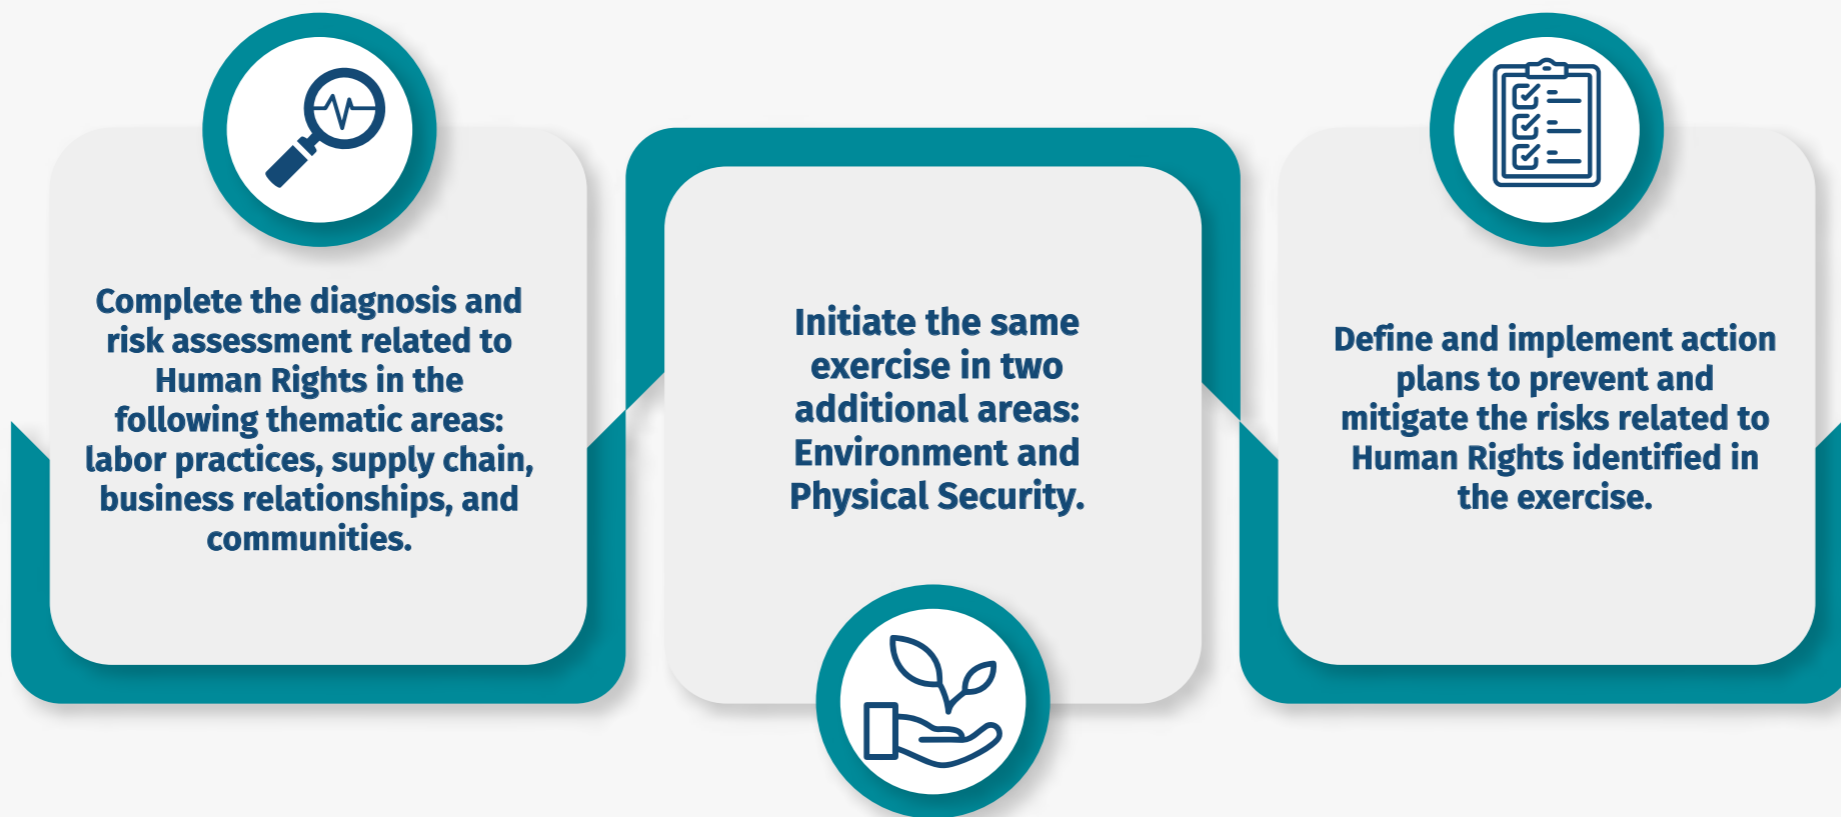 Complete the diagnosis and
risk assessment related to
Human Rights in the
following thematic areas:
labor practices, supply chain,
business relationships, and
communities.
Initiate the same
exercise in two
additional areas:
Environment and
Physical Security.
Define and implement action
plans to prevent and
mitigate the risks related to
Human Rights identified in
the exercise.